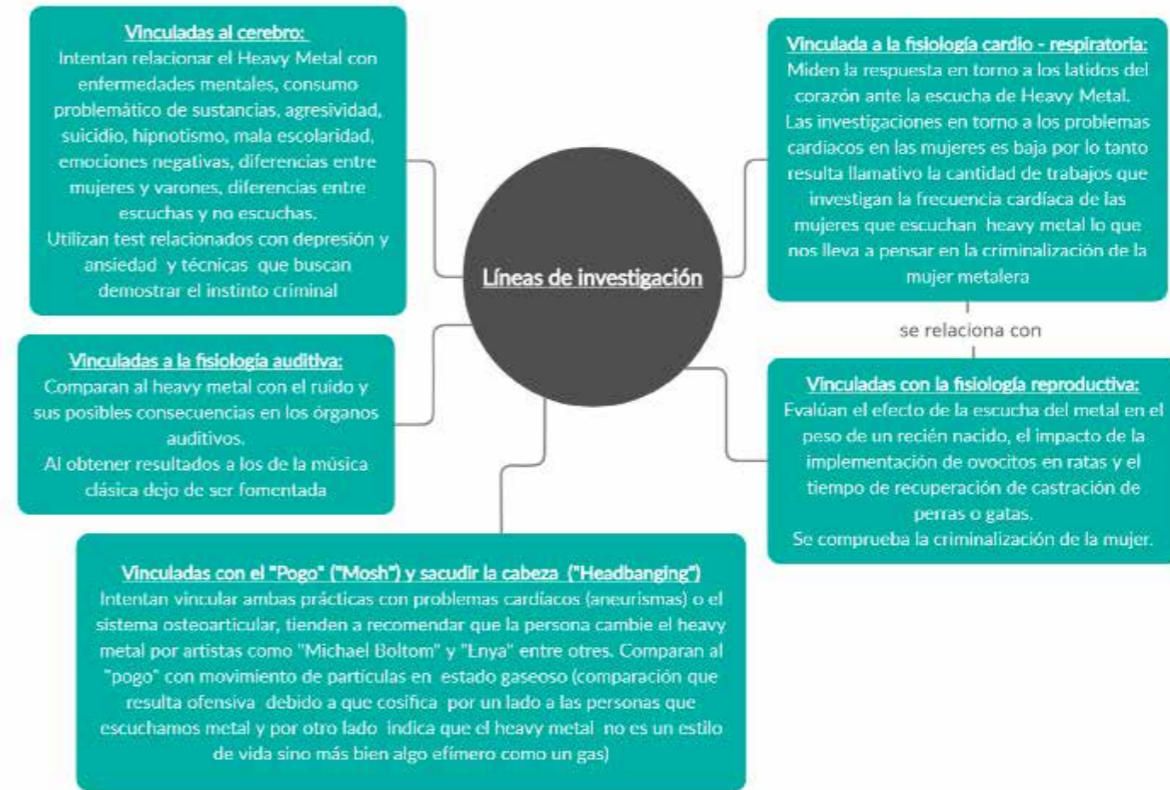 Vinculadas al cerebro:
Intentan relacionar el Heavy Metal con
enfermedades mentales, consumo
problemático de sustancias, agresividad,
suicidio, hipnotismo, mala escolaridad,
emociones negativas, diferencias entre
mujeres y varones, diferencias entre
escuchas y no escuchas.
Utilizan test relacionados con depresión y
ansiedad y técnicas que buscan
demostrar el instinto criminal
Vinculada a la fisiología cardio - respiratoria:
Miden la respuesta en torno a los latidos del
corazón ante la escucha de Heavy Metal.
Las investigaciones en torno a los problemas
cardíacos en las mujeres es baja por lo tanto
resulta llamativo la cantidad de trabajos que
investigan la frecuencia cardíaca de las
mujeres que escuchan heavy metal lo que
nos lleva a pensar en la criminalización de la
mujer metalera
Líneas de investigación
se relaciona con
Vinculadas a la fisiología auditiva:
Comparan al heavy metal con el ruido y
sus posibles consecuencias en los órganos
auditivos.
Al obtener resultados a los de la música
clásica dejo de ser fomentada
Vinculadas con la fisiología reproductiva:
Evalúan el efecto de la escucha del metal en el
peso de un recién nacido, el impacto de la
implementación de ovocitos en ratas y el
tiempo de recuperación de castración de
perras o gatas.
Se comprueba la criminalización de la mujer.
Vinculadas con el "Pogo" ("Mosh") y sacudir la cabeza ("Headbanging")
Intentan vincular ambas prácticas con problemas cardíacos (aneurismas) o el
sistema osteoarticular, tienden a recomendar que la persona cambie el heavy
metal por artistas como "Michael Boltom" y "Enya" entre otres. Comparan al
"pogo" con movimiento de partículas en estado gaseoso (comparación que
resulta ofensiva debido a que cosifica por un lado a las personas que
escuchamos metal y por otro lado indica que el heavy metal no es un estilo
de vida sino más bien algo efímero como un gas)